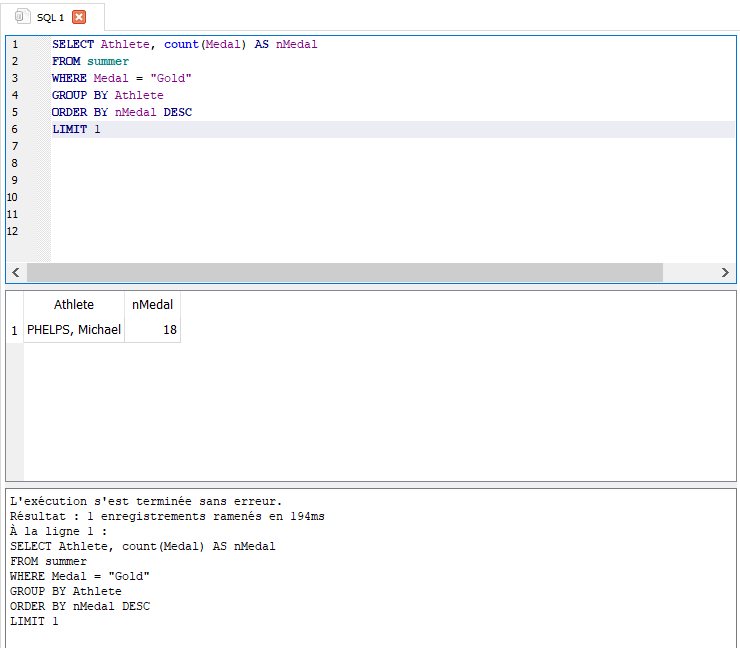 SQL 1
1 SELECT Athlete, count(Medal) AS nMedal
2 FROM summer
3 WHERE Medal = "Gold"
4 GROUP BY Athlete
5 ORDER BY nMedal DESC
6 LIMIT 1
7
8
9
10
11
12
Athlete nMedal
1 PHELPS, Michael 18
L'exécution s'est terminée sans erreur.
Résultat : 1 enregistrements ramenés en 194ms
À la ligne 1 :
SELECT Athlete, count(Medal) AS nMedal
FROM summer
WHERE Medal = "Gold"
GROUP BY Athlete
ORDER BY nMedal DESC
LIMIT 1